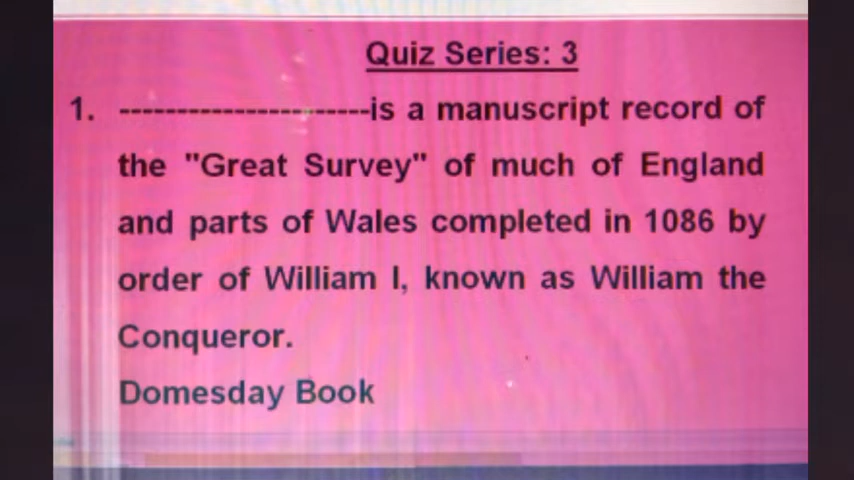 Quiz Series: 3
1. ----------------------is a manuscript record of
the "Great Survey" of much of England
and parts of Wales completed in 1086 by
order of William I, known as William the
Conqueror.
Domesday Book